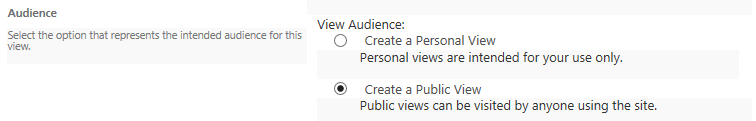 Audience
Select the option that represents the intended audience for this
view.
View Audience:
Create a Personal View
Personal views are intended for your use only.
Create a Public View
Public views can be visited by anyone using the site.